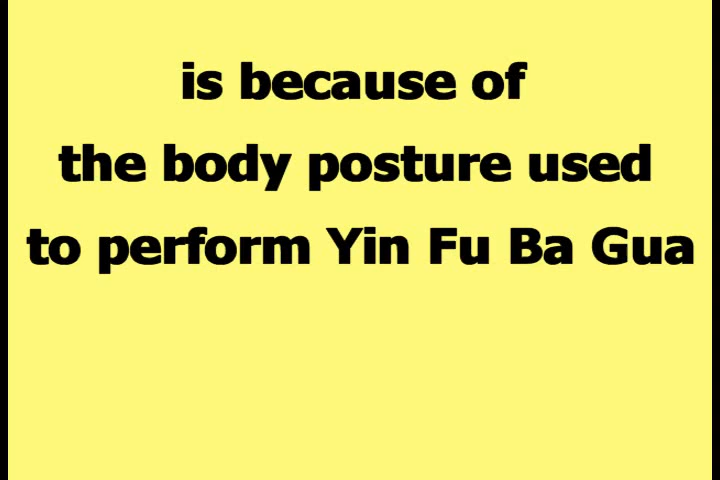 is because of
the body posture used
to perform Yin Fu Ba Gua